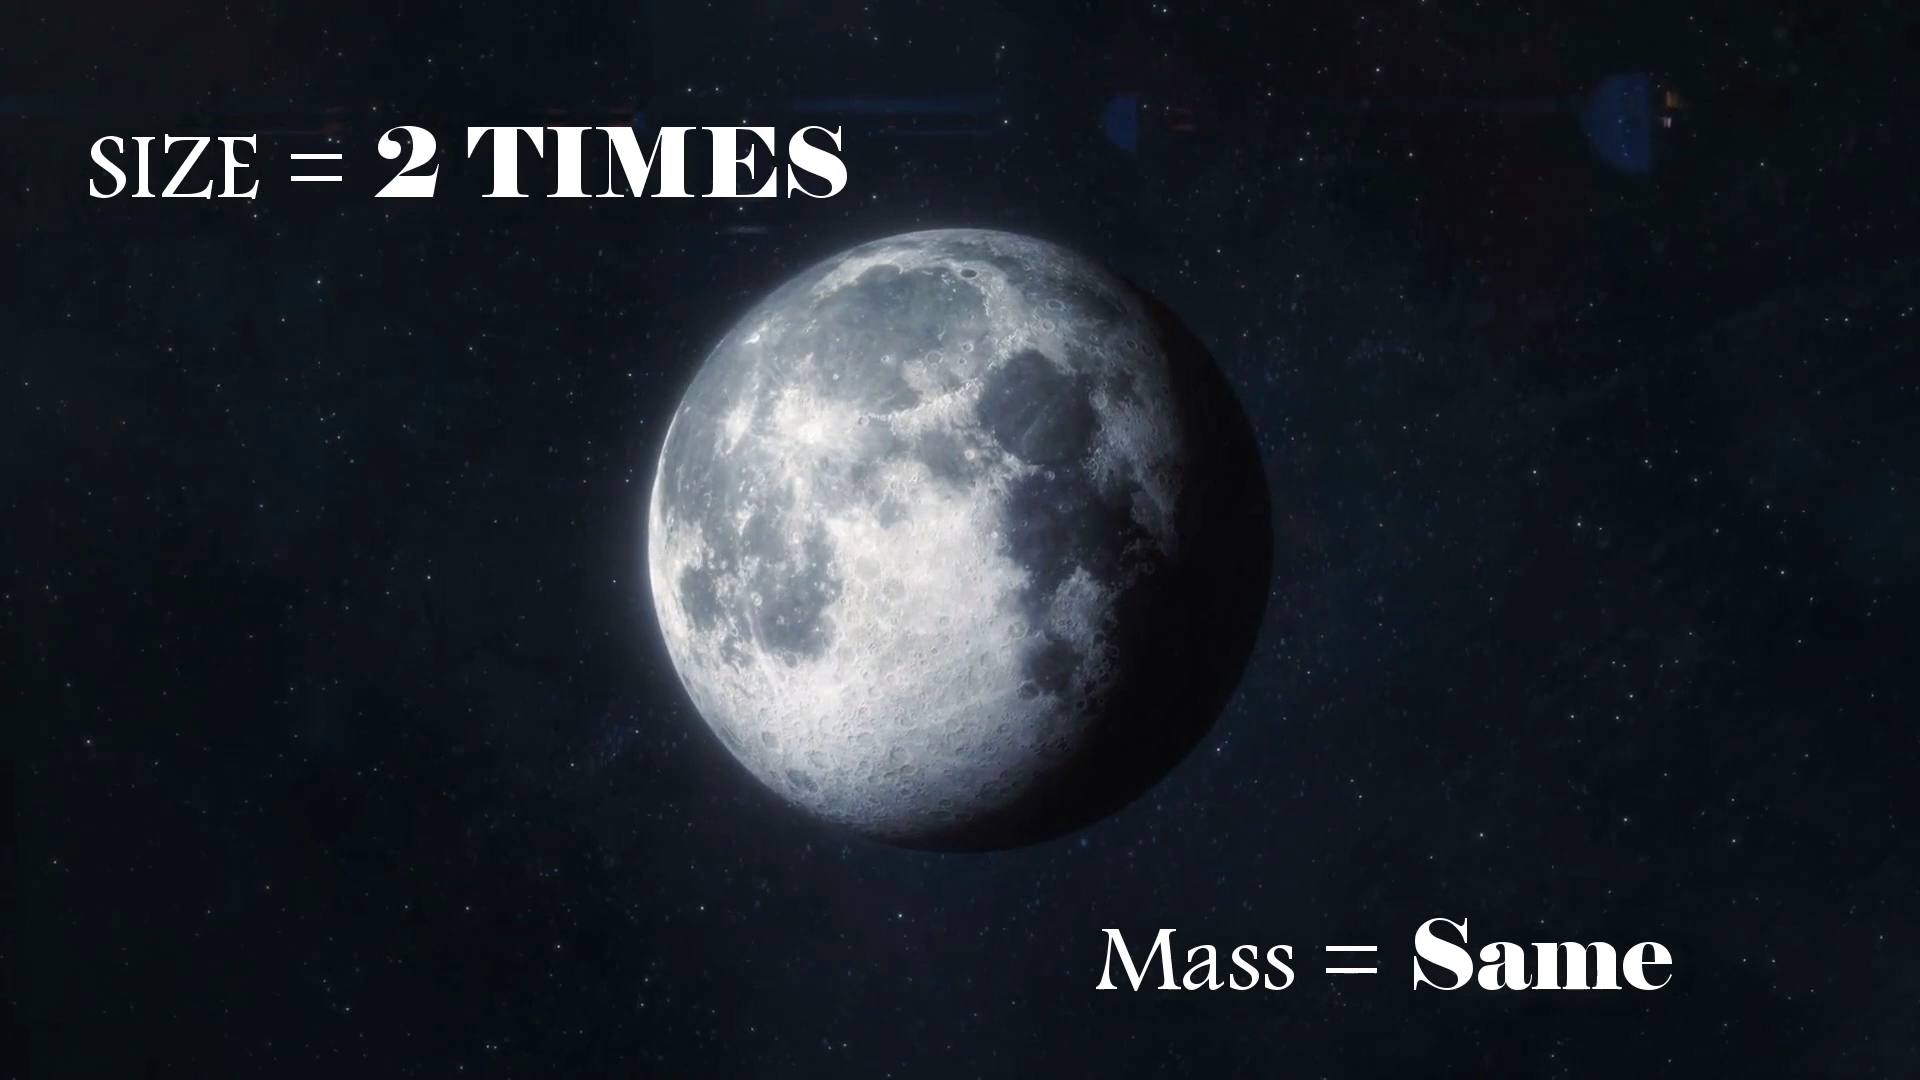 SIZE = 2 TIMES
Mass = Same